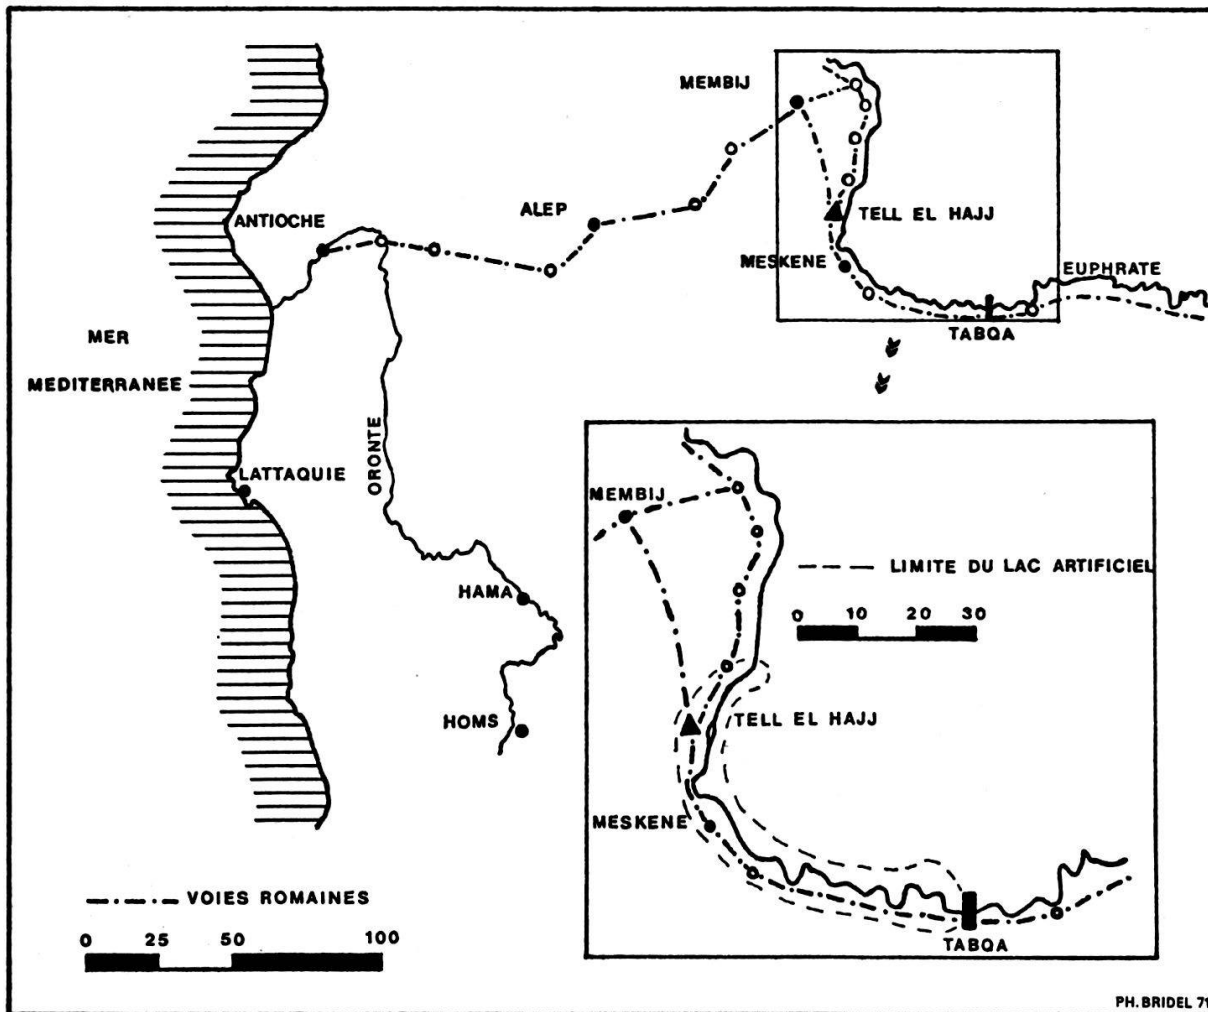 MEMBIJ
ANTIOCHE
ALEP
TELL EL HAJJ
MESKENE
EUPHRATE
TABQA
MER
MEDITERRANEE
ORONTE
LATTAQUIE
HAMA
HOMS
MEMBIJ
LIMITE DU LAC ARTIFICIEL
0 10 20 30
TELL EL HAJJ
MESKENE
TABQA
VOIES ROMAINES
0 25 50 100
PH. BRIDEL 71